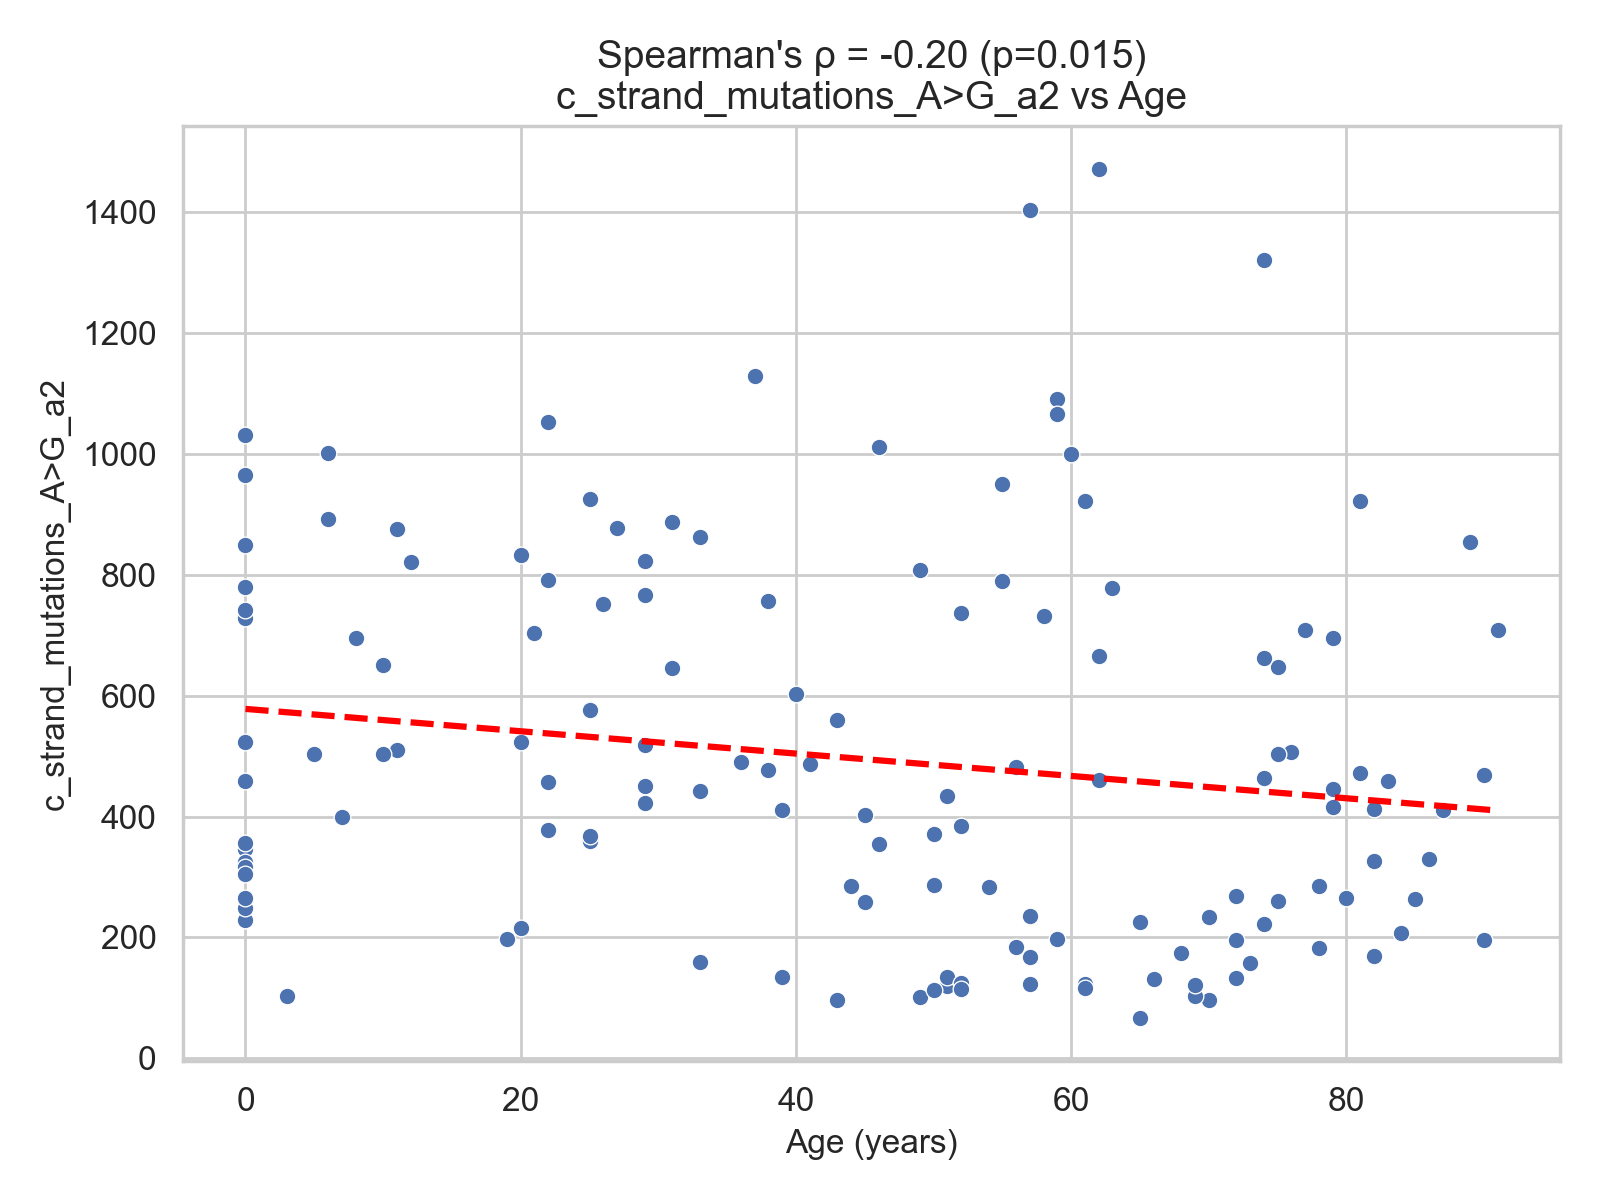 Spearman's ρ = -0.20 (p=0.015)
c_strand_mutations_A>G_a2 vs Age
c_strand_mutations_A>G_a2
1400
1200
1000
800
600
400
200
0
0 20 40 60 80
Age (years)